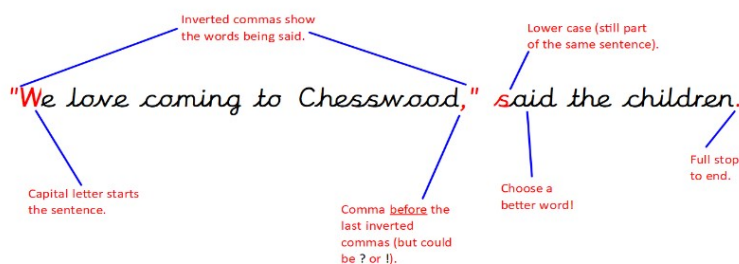 Inverted commas show
the words being said.
Lower case (still part
of the same sentence).
"We love coming to Chesswood," said the children.
Capital letter starts
the sentence.
Comma before the
last inverted
commas (but could
be ? or !).
Choose a
better word!
Full stop
to end.